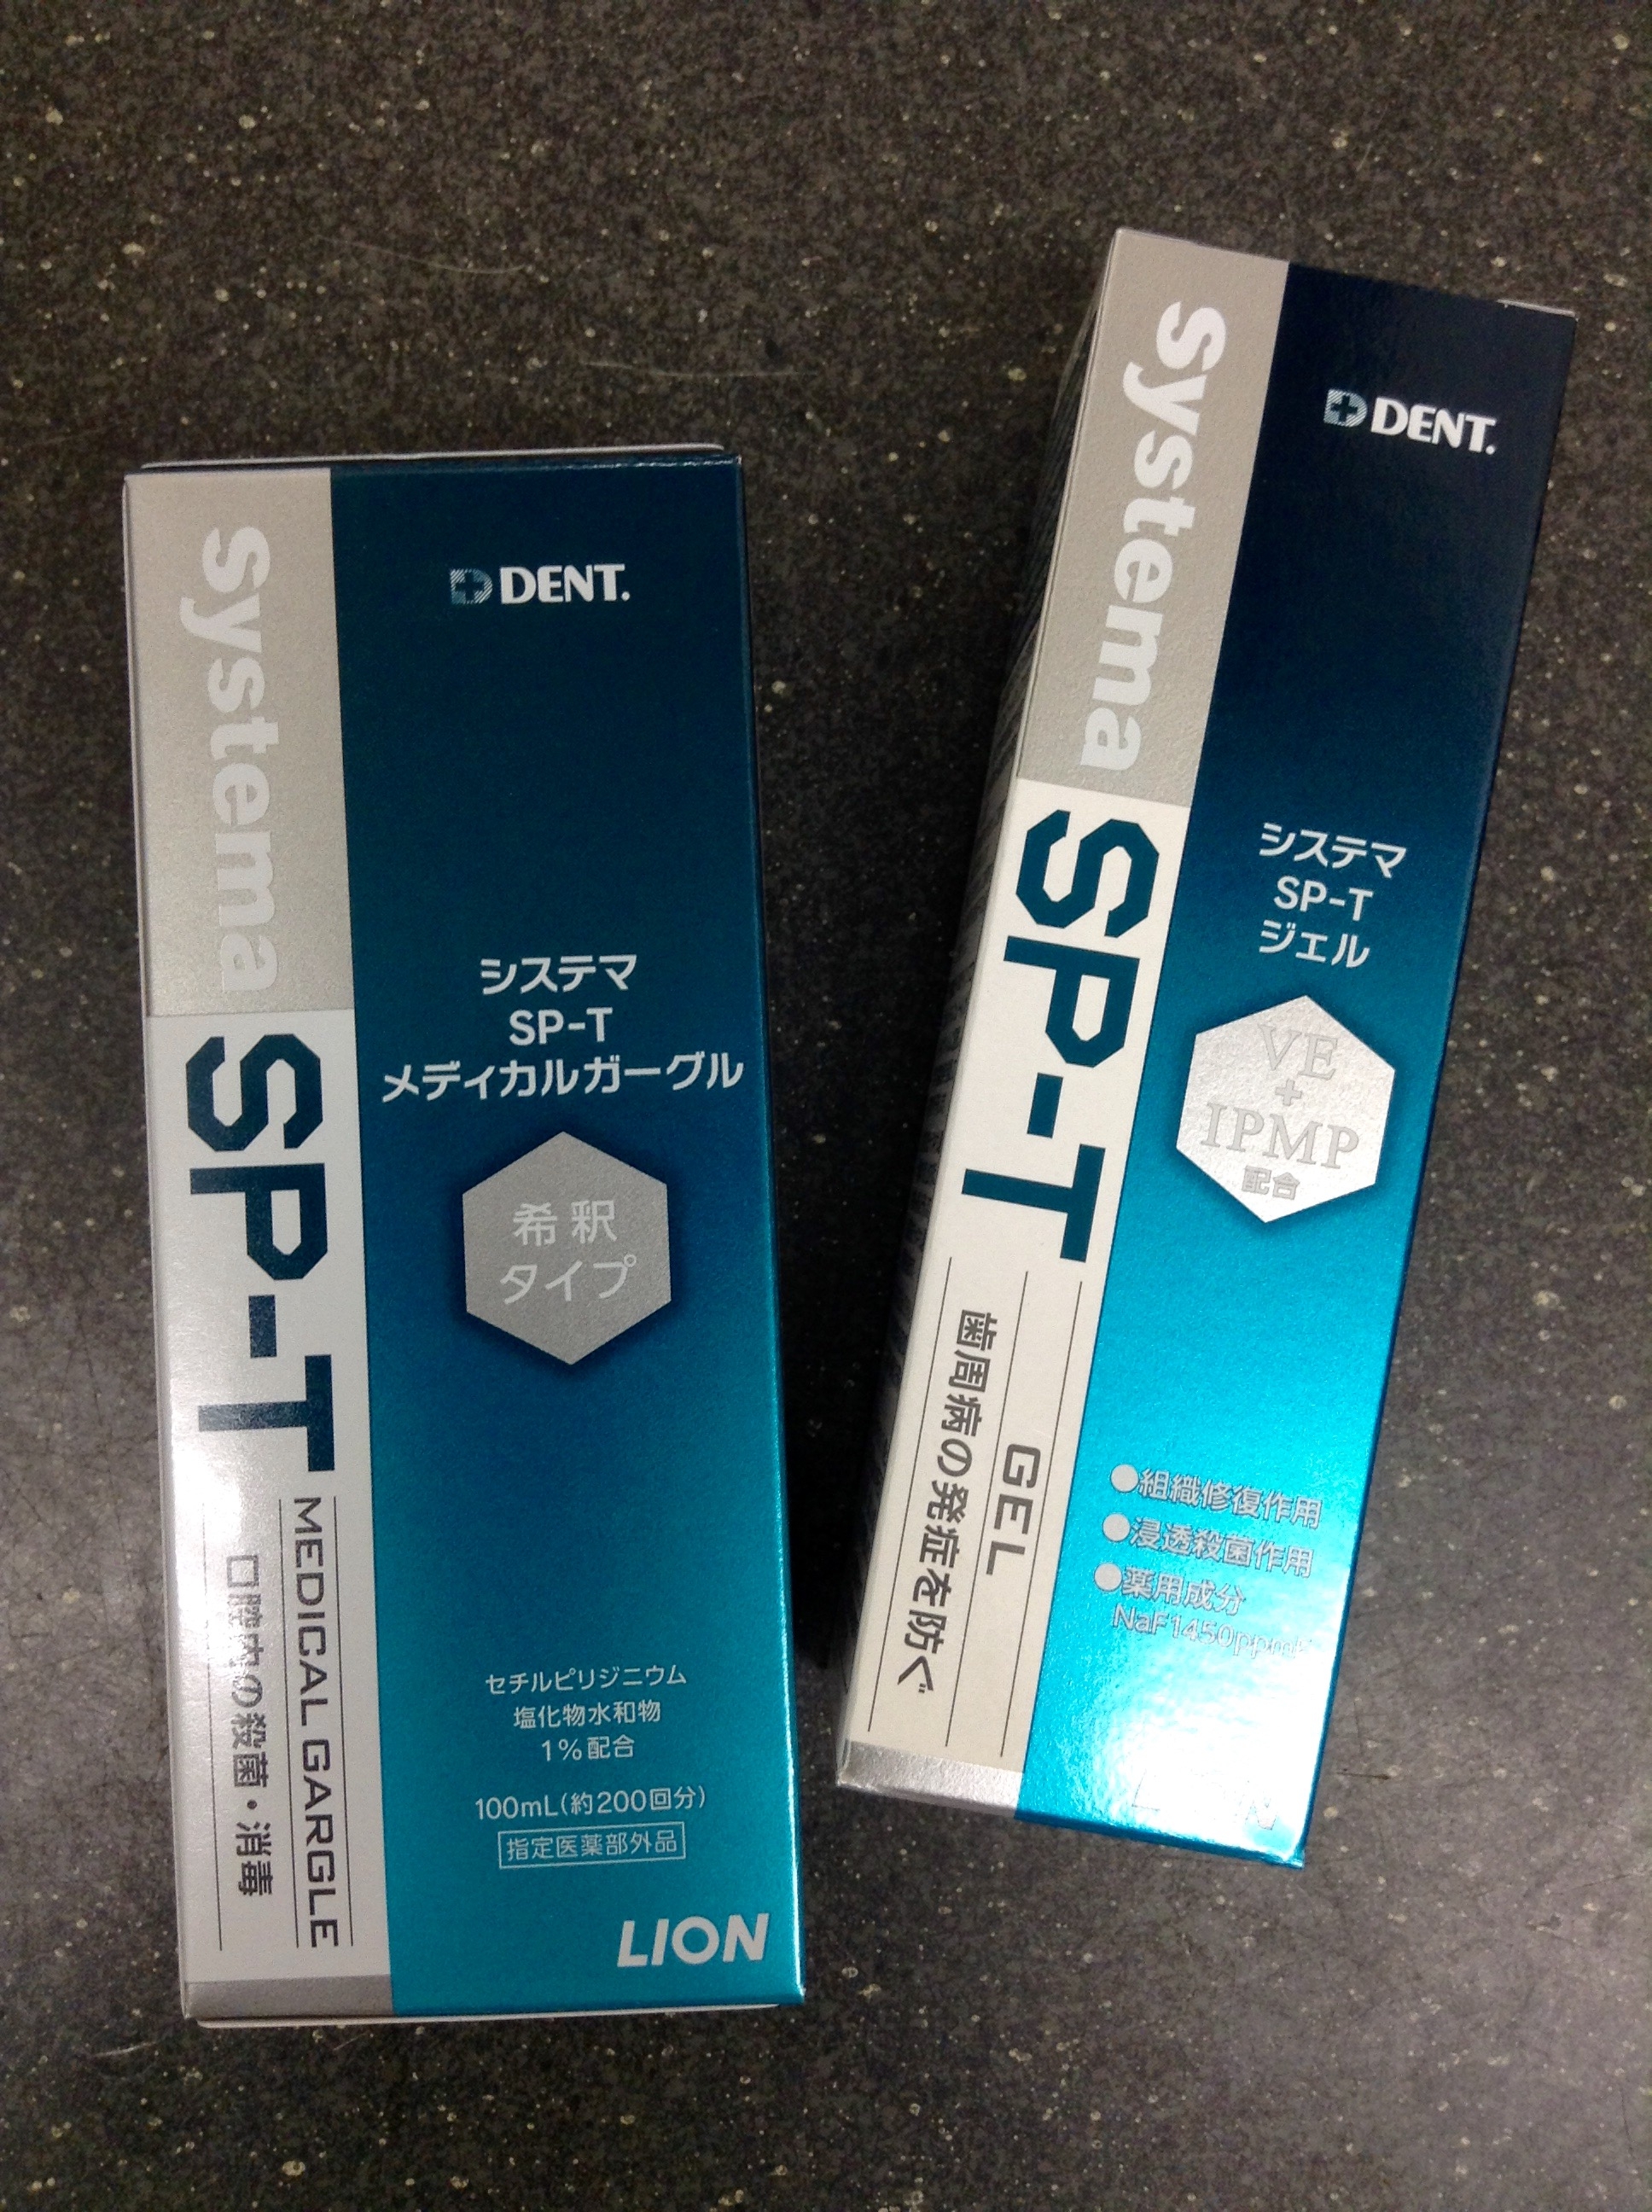 Systema
SP-T
MEDICAL GARGLE
口腔内の殺菌・消毒
DENT.
システマ
SP-T
メディカルガーグル
希釈
タイプ
セチルピリジニウム
塩化物水和物
1%配合
100mL(約200回分)
指定医薬部外品
LION
Systema
SP-T
GEL
歯周病の発症を防ぐ
DENT.
システマ
SP-T
ジェル
VE
+
IPMP
配合
●組織修復作用
●浸透殺菌作用
●薬用成分
NaF1450ppmF
LION